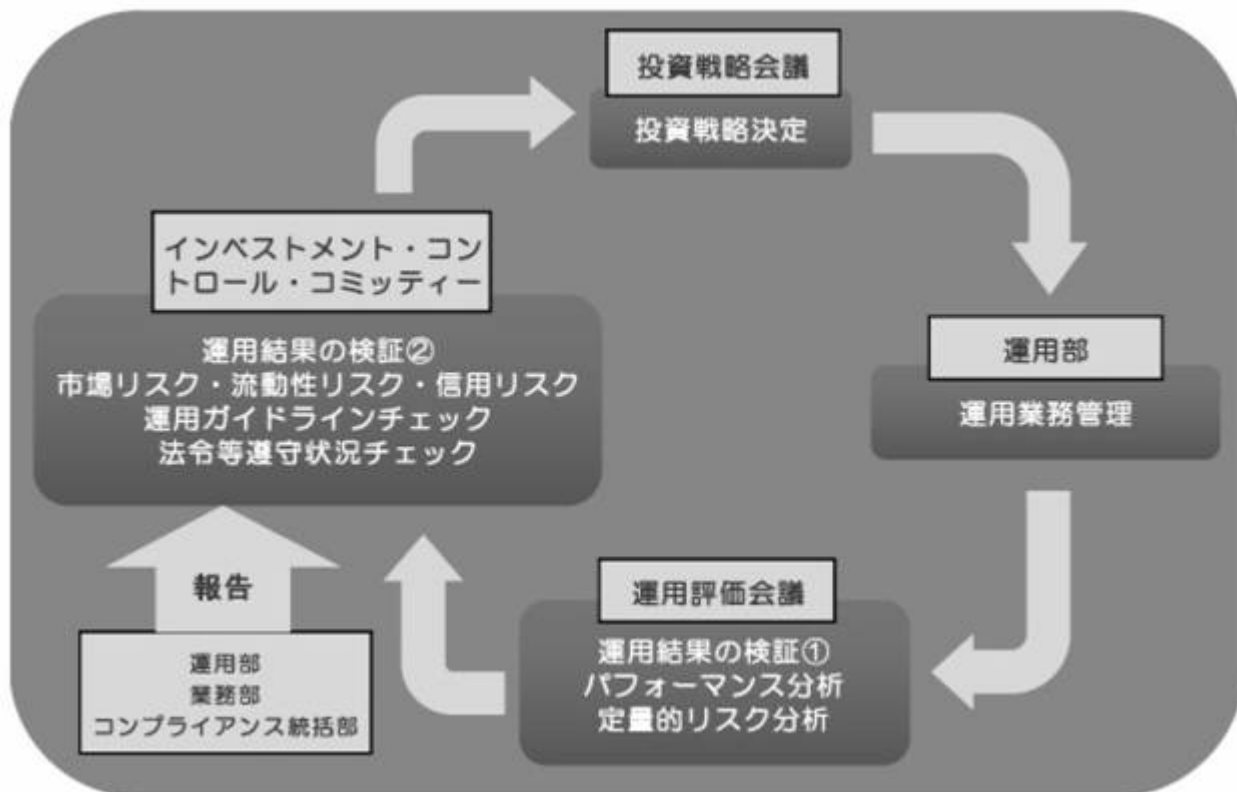 投資戦略会議
投資戦略決定
インベストメント・コン
トロール・コミッティー
運用結果の検証②
市場リスク・流動性リスク・信用リスク
運用ガイドラインチェック
法令等遵守状況チェック
運用部
運用業務管理
報告
運用部
業務部
コンプライアンス統括部
運用評価会議
運用結果の検証①
パフォーマンス分析
定量的リスク分析